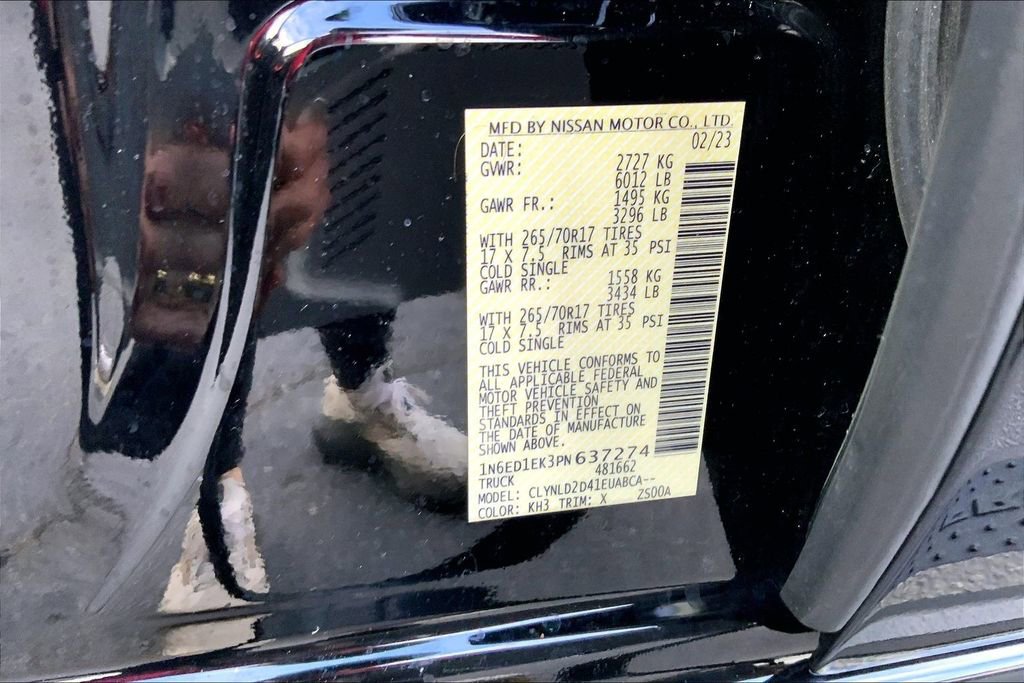 MFD BY NISSAN MOTOR CO., LTD.
DATE: 02/23
GVWR: 2727 KG
6012 LB
GAWR FR.: 1495 KG
3296 LB
WITH 265/70R17 TIRES
17 X 7.5 RIMS AT 35 PSI
COLD SINGLE
GAWR RR.: 1558 KG
3434 LB
WITH 265/70R17 TIRES
17 X 7.5 RIMS AT 35 PSI
COLD SINGLE
THIS VEHICLE CONFORMS TO
ALL APPLICABLE FEDERAL
MOTOR VEHICLE SAFETY AND
THEFT PREVENTION
STANDARDS IN EFFECT ON
THE DATE OF MANUFACTURE
SHOWN ABOVE.
1N6ED1EK3PN 637274
TRUCK 481662
MODEL: CLYNLD2D41EUABCA--
COLOR: KH3 TRIM: X ZS00A